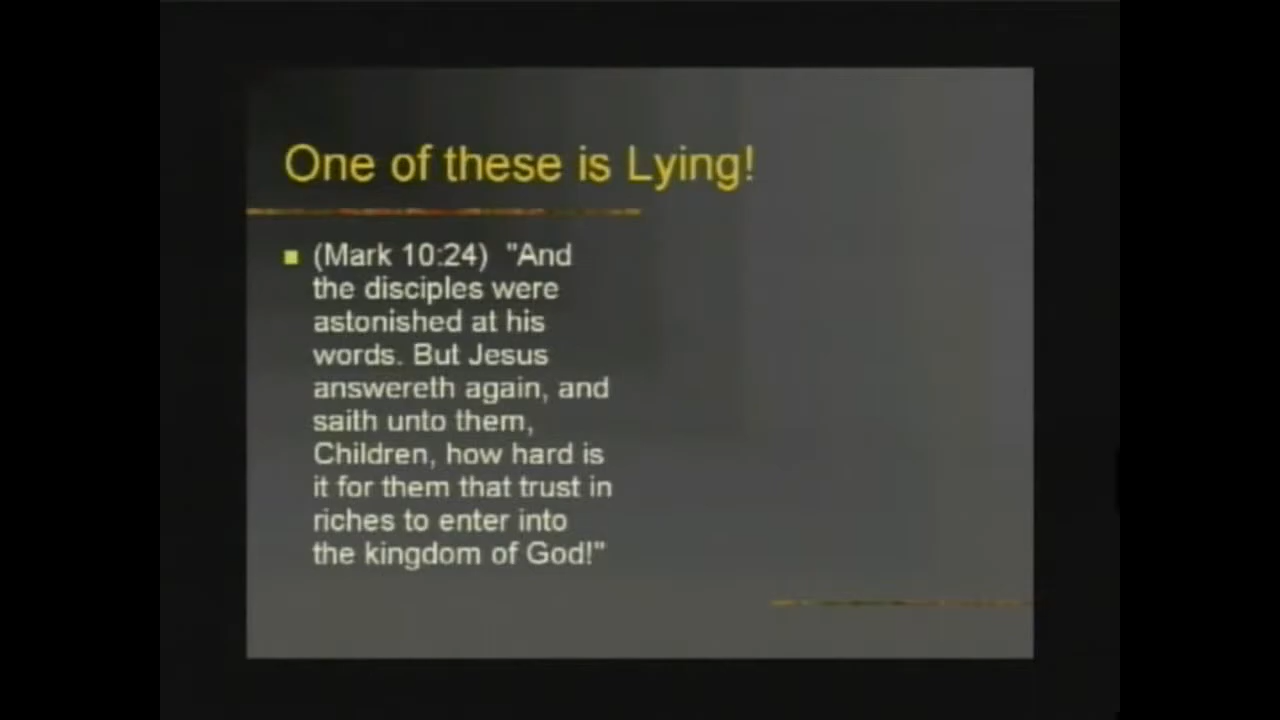 One of these is Lying!
(Mark 10:24) "And
the disciples were
astonished at his
words. But Jesus
answereth again, and
saith unto them,
Children, how hard is
it for them that trust in
riches to enter into
the kingdom of God!"